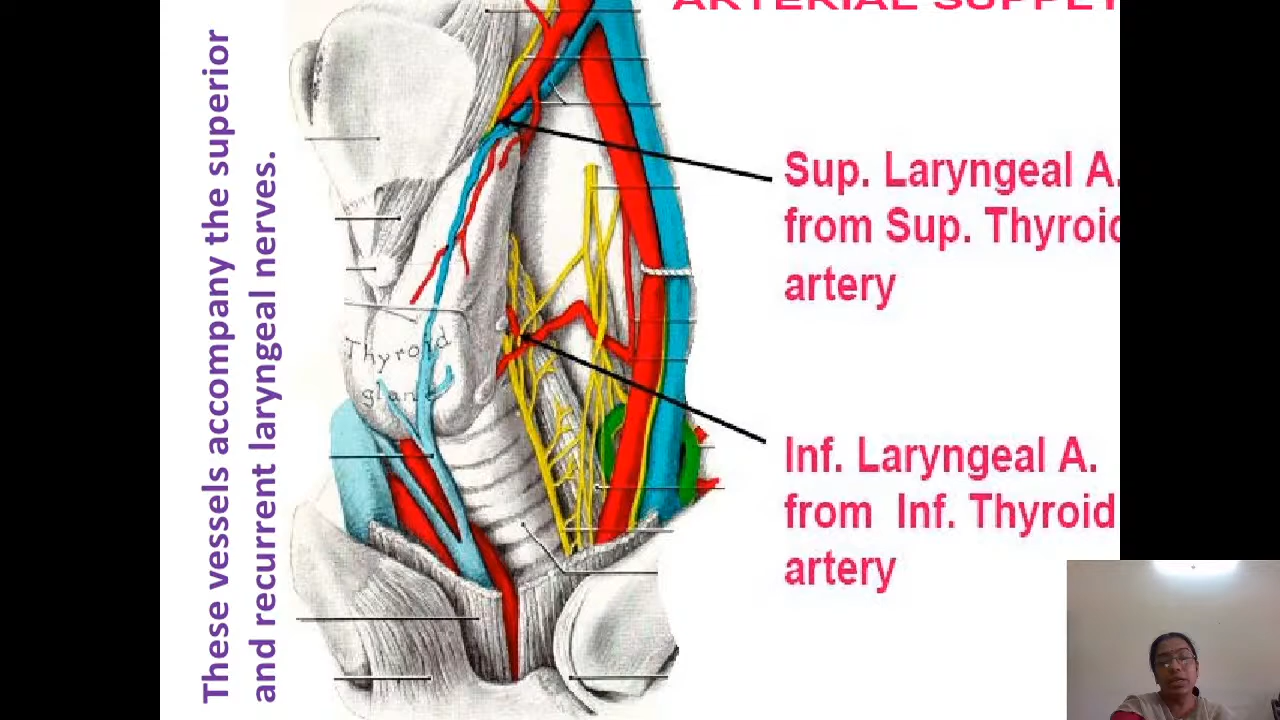 ARTERIAL SUPPLY
These vessels accompany the superior
and recurrent laryngeal nerves.
Sup. Laryngeal A.
from Sup. Thyroid
artery
Thyroid
gland
Inf. Laryngeal A.
from Inf. Thyroid
artery